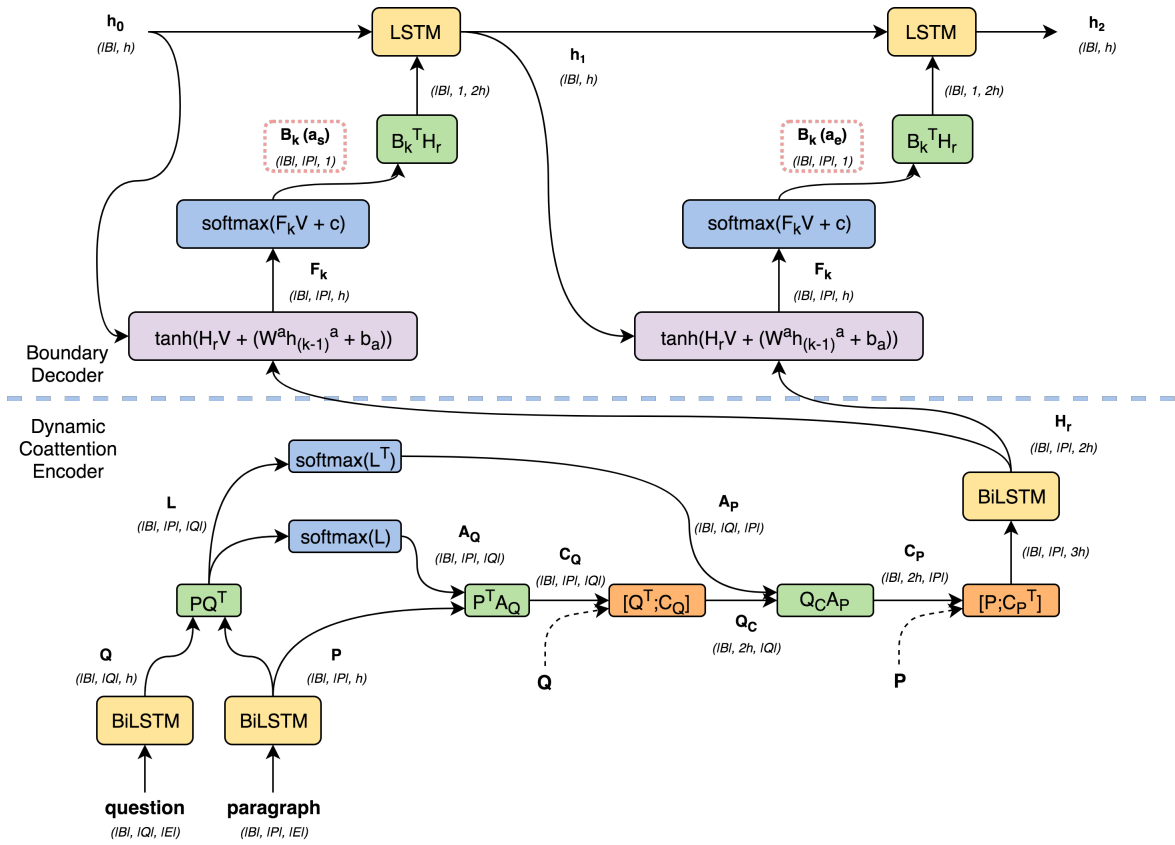 h0
(|B|, h)
LSTM
h1
(|B|, h)
LSTM
h2
(|B|, h)
(|B|, 1, 2h)
(|B|, 1, 2h)
Bk (as)
(|B|, |P|, 1)
BkTHr
Bk (ae)
(|B|, |P|, 1)
BkTHr
softmax(FkV + c)
softmax(FkV + c)
Fk
(|B|, |P|, h)
Fk
(|B|, |P|, h)
tanh(HrV + (Wah(k-1)a + ba))
tanh(HrV + (Wah(k-1)a + ba))
Boundary
Decoder
Dynamic
Coattention
Encoder
Hr
(|B|, |P|, 2h)
softmax(LT)
BiLSTM
L
(|B|, |P|, |Q|)
AP
(|B|, |Q|, |P|)
softmax(L)
AQ
(|B|, |P|, |Q|)
CQ
(|B|, |P|, |Q|)
CP
(|B|, 2h, |P|)
(|B|, |P|, 3h)
PQT
PTAQ
[QT;CQ]
QC
(|B|, 2h, |Q|)
QCAP
[P;CPT]
Q
(|B|, |Q|, h)
P
(|B|, |P|, h)
Q
P
BiLSTM
BiLSTM
question
(|B|, |Q|, |E|)
paragraph
(|B|, |P|, |E|)